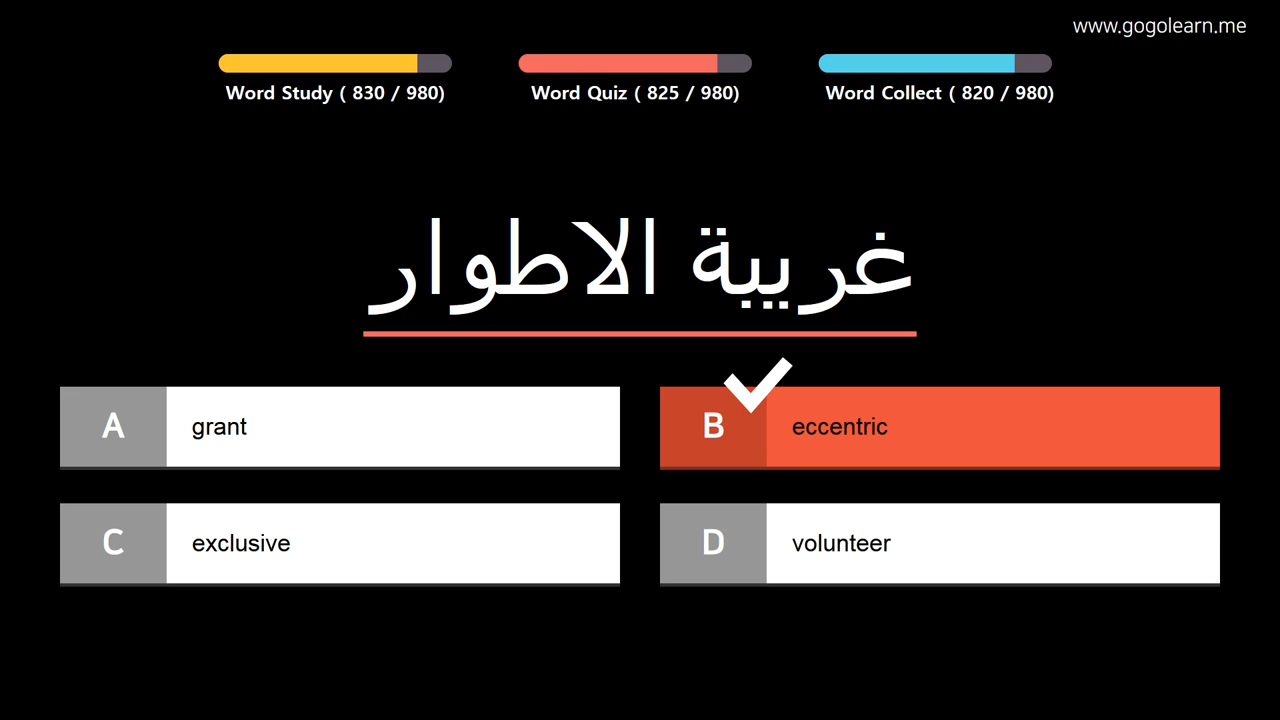 www.gogolearn.me
Word Study ( 830 / 980)
Word Quiz ( 825 / 980)
Word Collect ( 820 / 980)
غريبة الاطوار
A grant
B eccentric
C exclusive
D volunteer